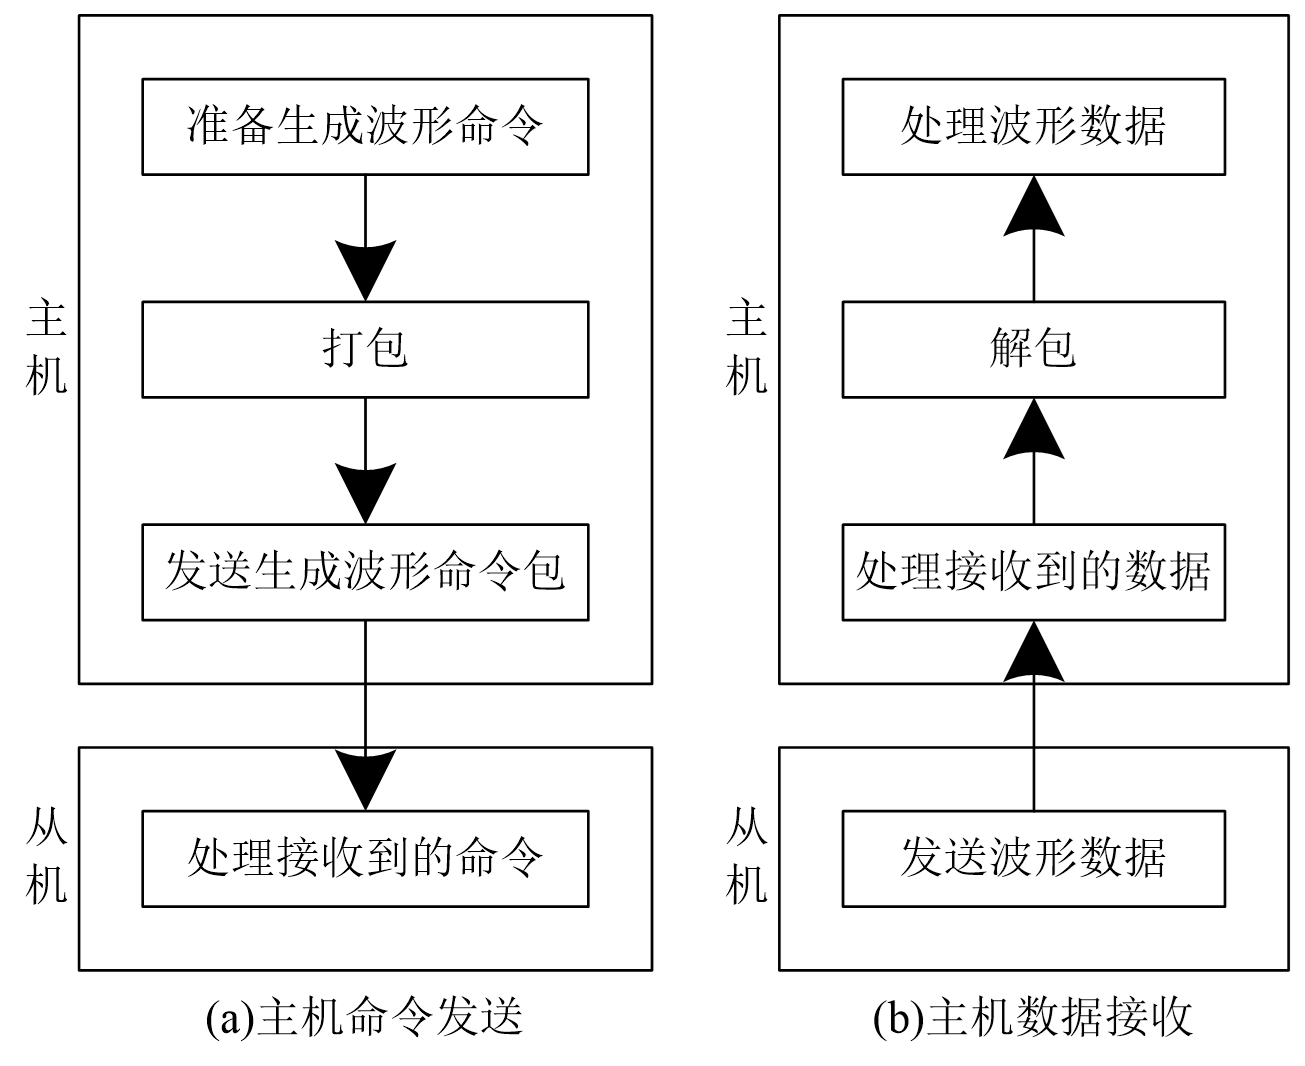 准备生成波形命令
打包
发送生成波形命令包
主机
处理接收到的命令
从机
(a)主机命令发送
处理波形数据
解包
处理接收到的数据
主机
发送波形数据
从机
(b)主机数据接收